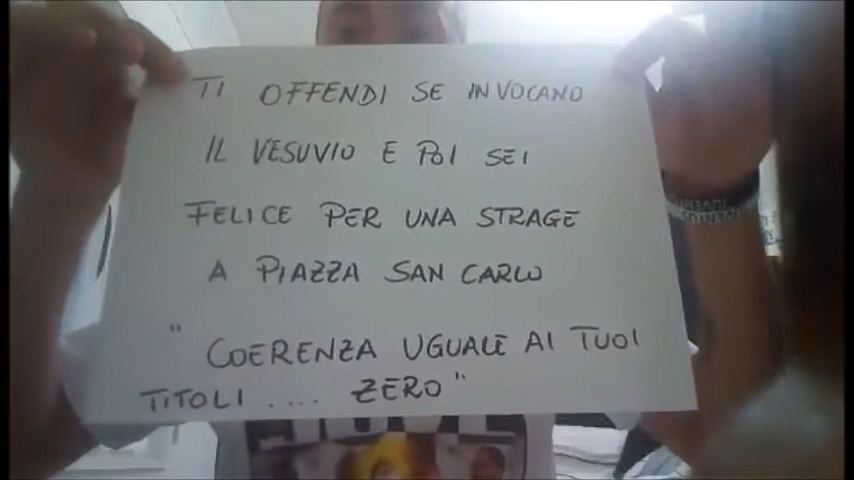 TI OFFENDI SE INVOCANO
IL VESUVIO E POI SEI
FELICE PER UNA STRAGE
A PIAZZA SAN CARLO
" COERENZA UGUALE AI TUOI
TITOLI .... ZERO"
JUVENTUS